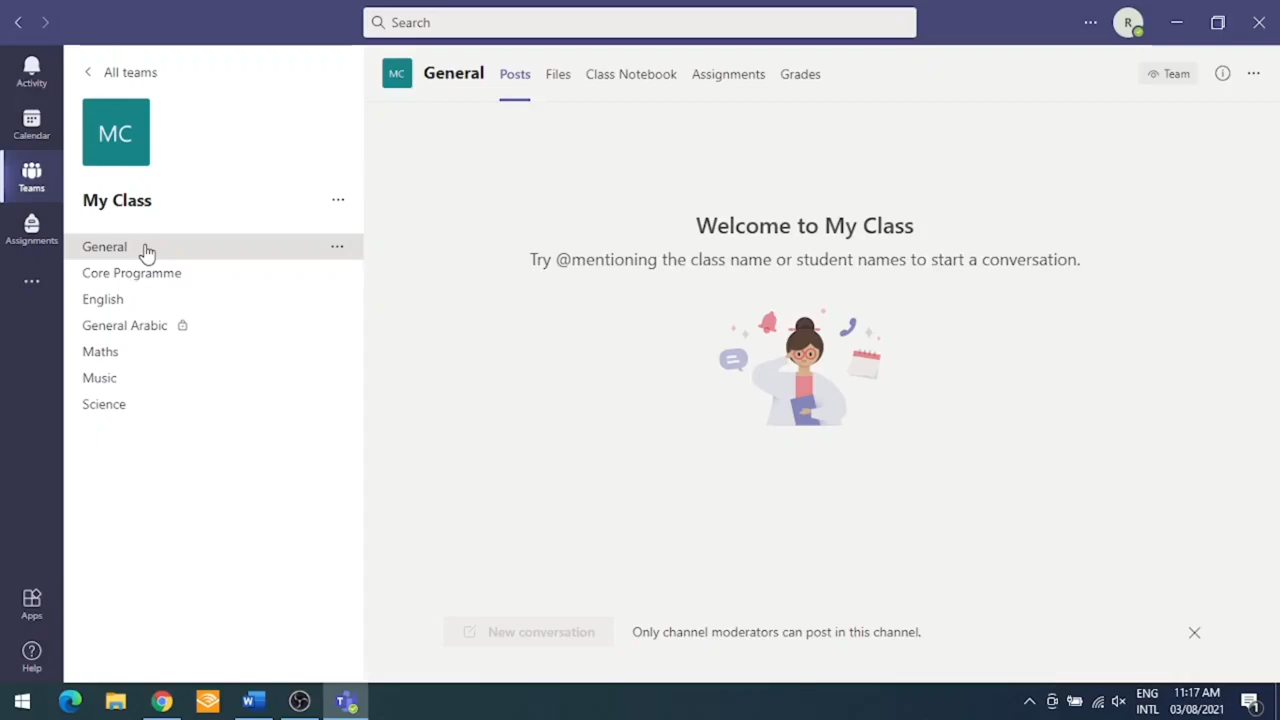 Search
R
Activity
Calendar
Teams
Assignments
Apps
Help
All teams
MC
My Class
General
Core Programme
English
General Arabic
Maths
Music
Science
MC
General
Posts
Files
Class Notebook
Assignments
Grades
Team
Welcome to My Class
Try @mentioning the class name or student names to start a conversation.
New conversation
Only channel moderators can post in this channel.
ENG
INTL
11:17 AM
03/08/2021
1